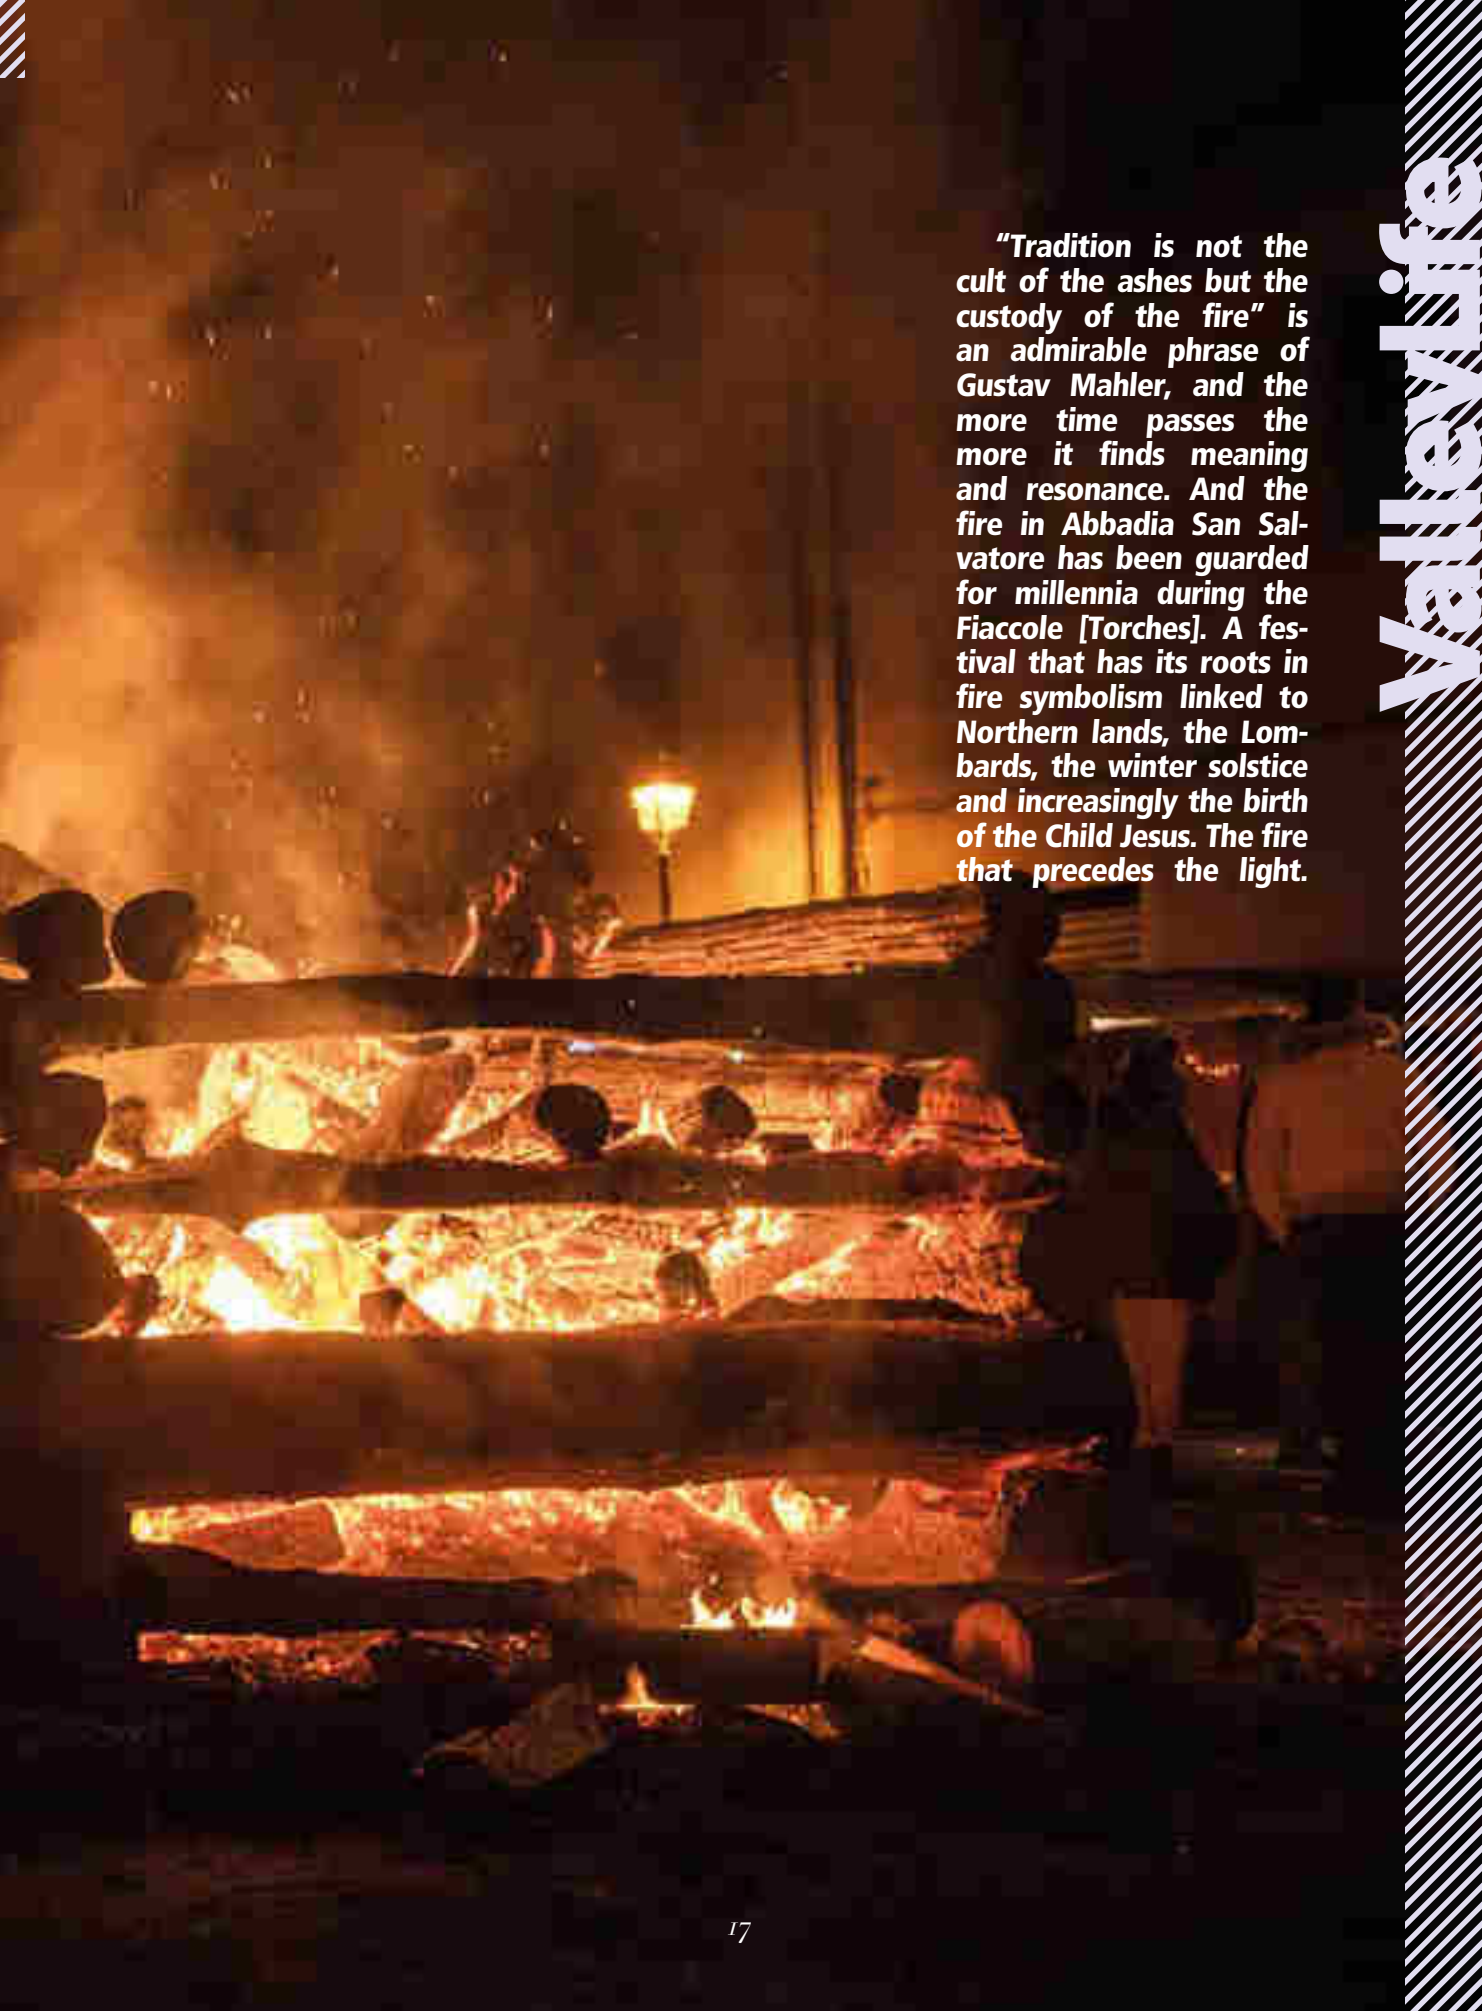 “Tradition is not the
cult of the ashes but the
custody of the fire” is
an admirable phrase of
Gustav Mahler, and the
more time passes the
more it finds meaning
and resonance. And the
fire in Abbadia San Sal-
vatore has been guarded
for millennia during the
Fiaccole [Torches]. A fes-
tival that has its roots in
fire symbolism linked to
Northern lands, the Lom-
bards, the winter solstice
and increasingly the birth
of the Child Jesus. The fire
that precedes the light.
ValleyLife
17